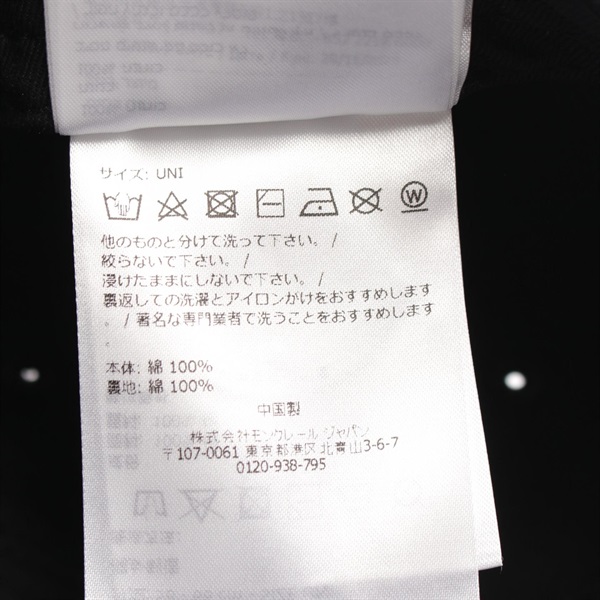 サイズ: UNI
W
他のものと分けて洗って下さい。 /
絞らないで下さい。 /
浸けたままにしないで下さい。 /
裏返しての洗濯とアイロンがけをおすすめします
。 / 著名な専門業者で洗うことをおすすめします
。
本体: 綿 100%
裏地: 綿 100%
中国製
株式会社モンクレール ジャパン
〒107-0061 東京都港区北青山3-6-7
0120-938-795